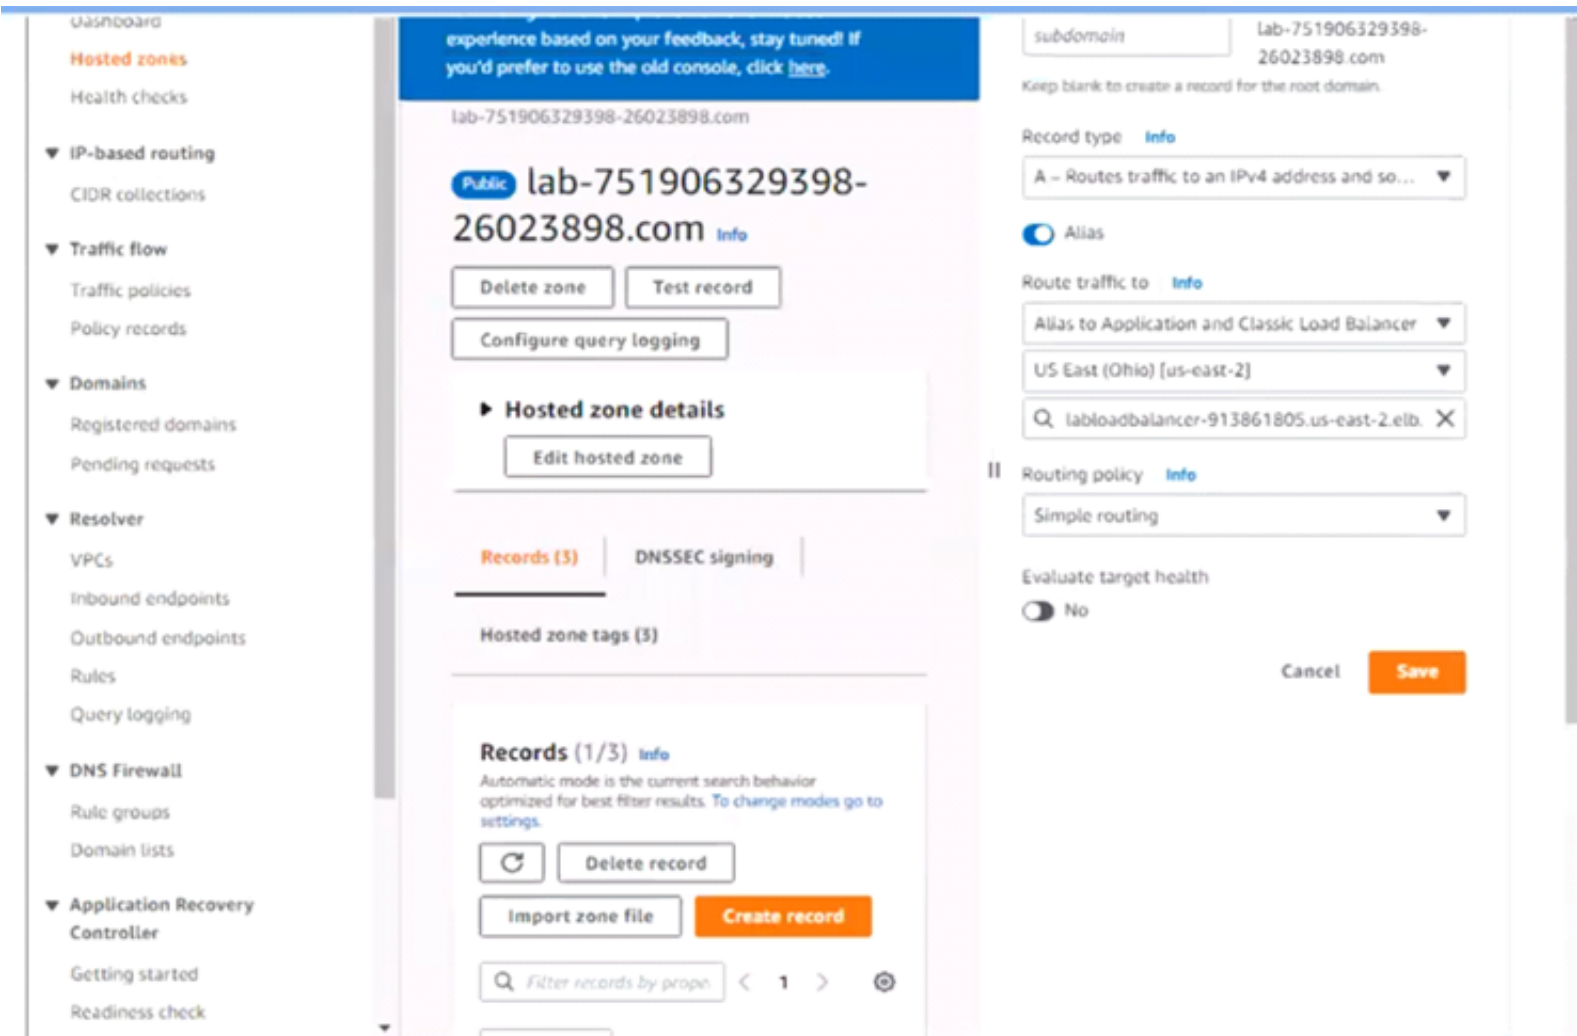 Dashboard
Hosted zones
Health checks
IP-based routing
CIDR collections
Traffic flow
Traffic policies
Policy records
Domains
Registered domains
Pending requests
Resolver
VPCs
Inbound endpoints
Outbound endpoints
Rules
Query logging
DNS Firewall
Rule groups
Domain lists
Application Recovery
Controller
Getting started
Readiness check
experience based on your feedback, stay tuned! If
you'd prefer to use the old console, click here.
lab-751906329398-26023898.com
Public lab-751906329398-
26023898.com Info
Delete zone Test record
Configure query logging
Hosted zone details
Edit hosted zone
Records (3) DNSSEC signing
Hosted zone tags (3)
Records (1/3) Info
Automatic mode is the current search behavior
optimized for best filter results. To change modes go to
settings.
Delete record
Import zone file Create record
Filter records by prope 1
subdomain
lab-751906329398-
26023898.com
Keep blank to create a record for the root domain.
Record type Info
A – Routes traffic to an IPv4 address and so...
Alias
Route traffic to Info
Alias to Application and Classic Load Balancer
US East (Ohio) [us-east-2]
labloadbalancer-913861805.us-east-2.elb.
Routing policy Info
Simple routing
Evaluate target health
No
Cancel Save